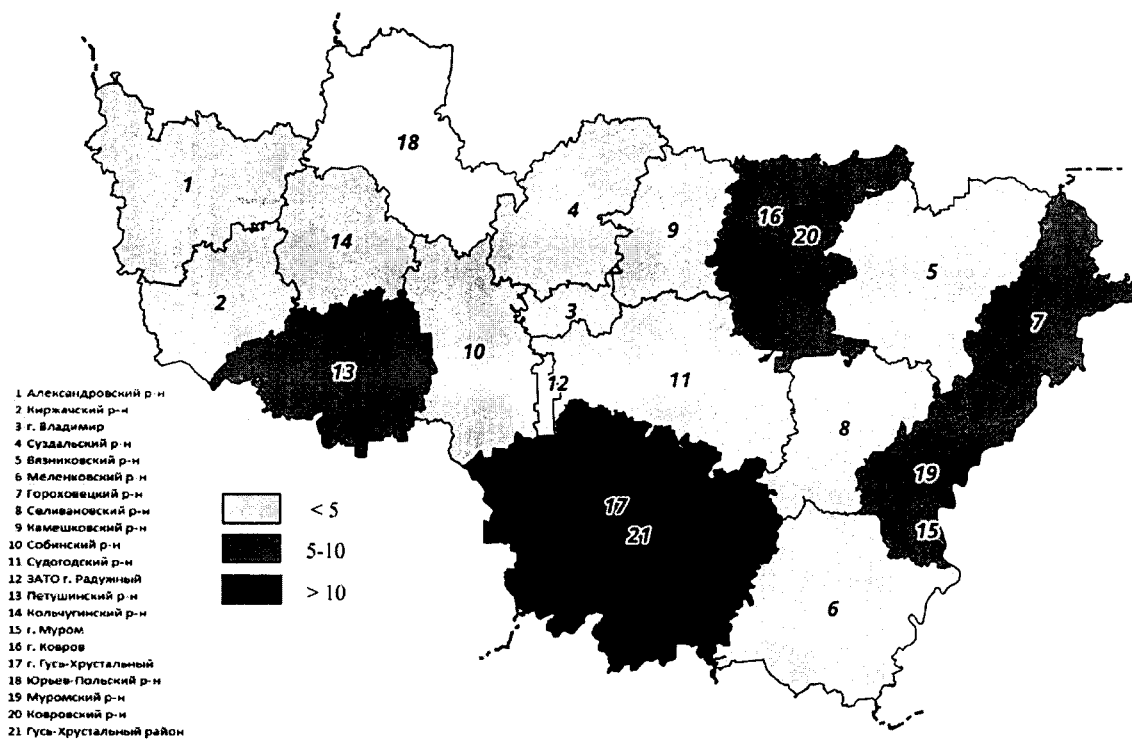 18
1
4
14
9
16
20
5
2
3
7
10
13
12
11
8
19
17
21
15
6
1 Александровский р-н
2 Киржачский р-н
3 г. Владимир
4 Суздальский р-н
5 Вязниковский р-н
6 Меленковский р-н
7 Гороховецкий р-н
8 Селивановский р-н
9 Камешковский р-н
10 Собинский р-н
11 Судогодский р-н
12 ЗАТО г. Радужный
13 Петушинский р-н
14 Кольчугинский р-н
15 г. Муром
16 г. Ковров
17 г. Гусь-Хрустальный
18 Юрьев-Польский р-н
19 Муромский р-н
20 Ковровский р-н
21 Гусь-Хрустальный район
< 5
5-10
> 10